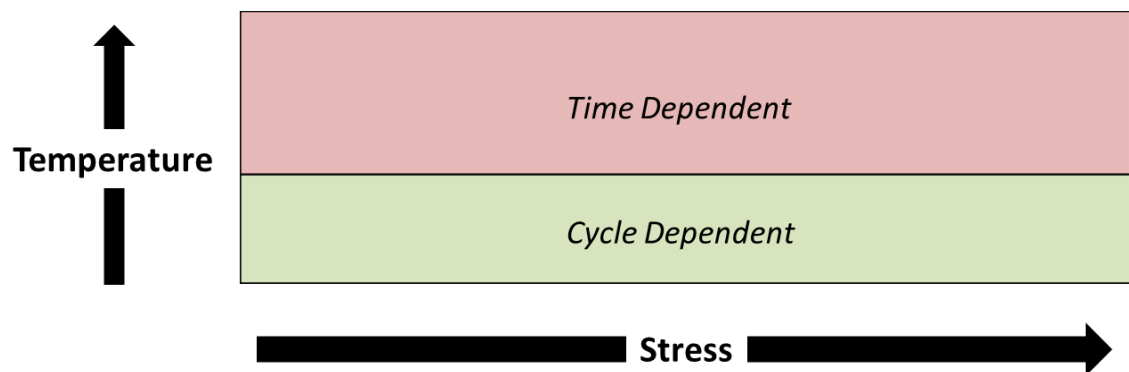 Time Dependent
Temperature
Cycle Dependent
Stress